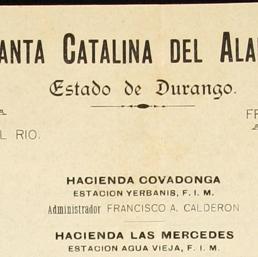 ANTA CATALINA DEL ALA
Estado de Durango.
FR
L RIO.
HACIENDA COVADONGA
ESTACION YERBANIS, F. I. M.
Administrador FRANCISCO A. CALDERON
HACIENDA LAS MERCEDES
ESTACION AGUA VIEJA, F. I. M.